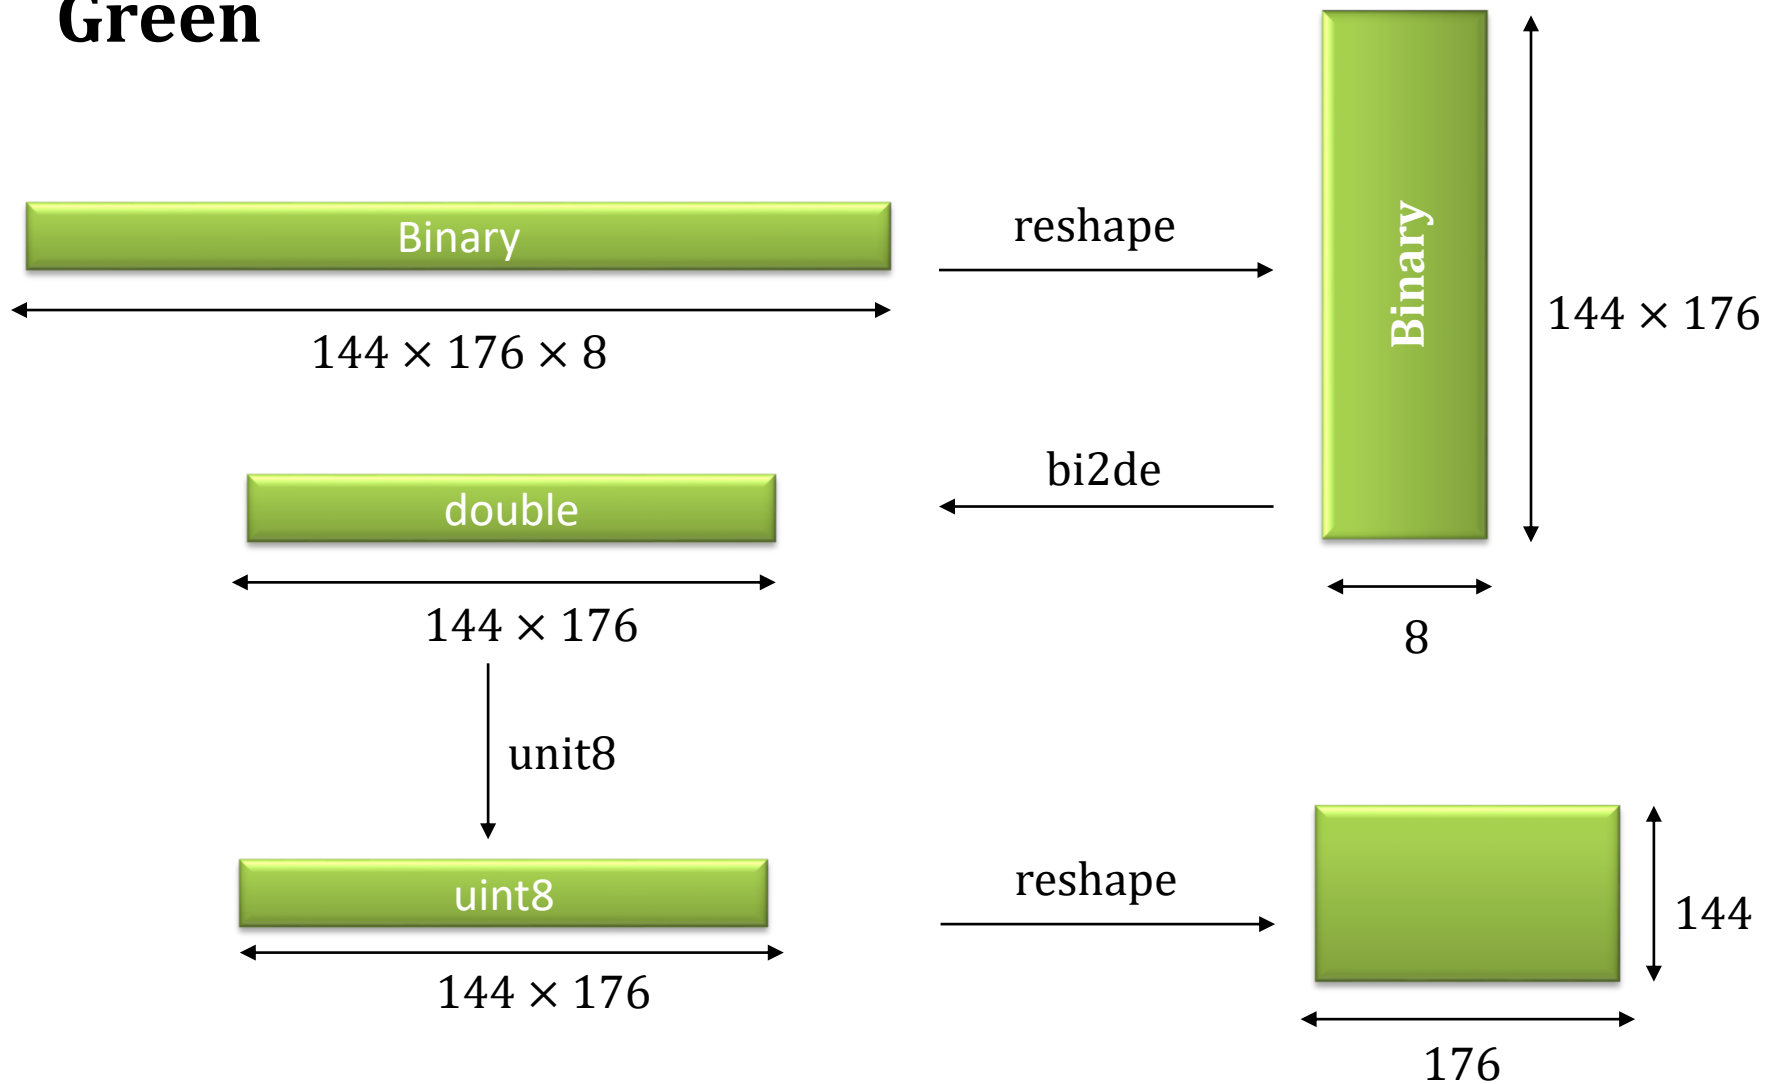 Green
Binary
144 × 176 × 8
reshape
Binary
144 × 176
8
bi2de
double
144 × 176
unit8
uint8
144 × 176
reshape
144
176